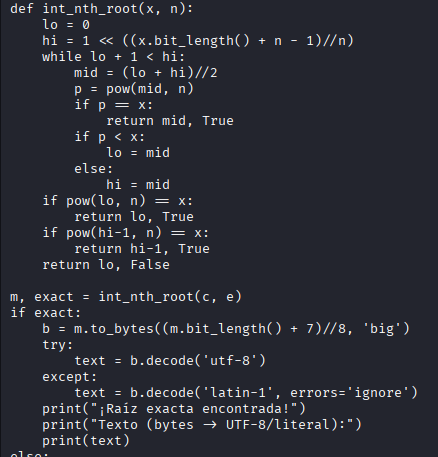 def int_nth_root(x, n):
    lo = 0
    hi = 1 << ((x.bit_length() + n - 1)//n)
    while lo + 1 < hi:
        mid = (lo + hi)//2
        p = pow(mid, n)
        if p == x:
            return mid, True
        if p < x:
            lo = mid
        else:
            hi = mid
    if pow(lo, n) == x:
        return lo, True
    if pow(hi-1, n) == x:
        return hi-1, True
    return lo, False

m, exact = int_nth_root(c, e)
if exact:
    b = m.to_bytes((m.bit_length() + 7)//8, 'big')
    try:
        text = b.decode('utf-8')
    except:
        text = b.decode('latin-1', errors='ignore')
    print("¡Raíz exacta encontrada!")
    print("Texto (bytes → UTF-8/literal):")
    print(text)
else: